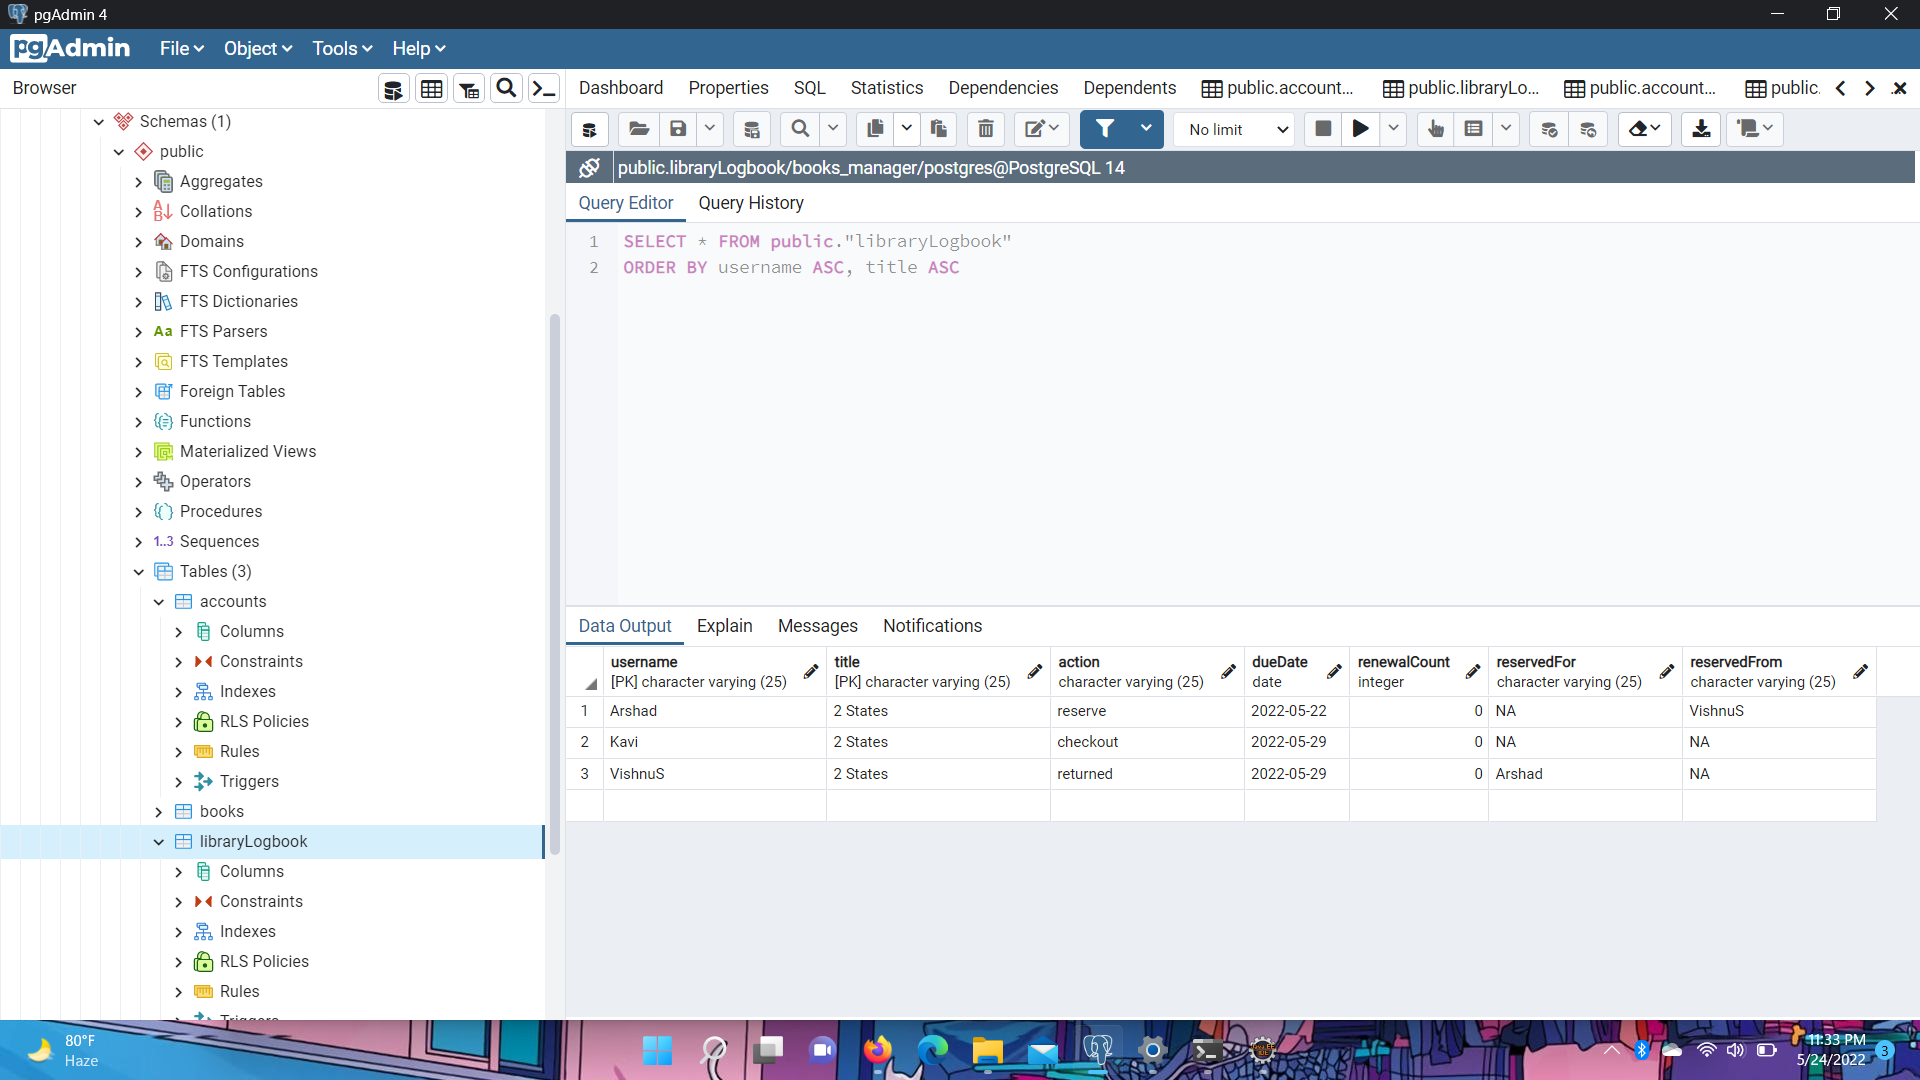 pgAdmin 4
pgAdmin File Object Tools Help
Browser
Dashboard Properties SQL Statistics Dependencies Dependents public.account... public.libraryLo... public.account... public.
Schemas (1)
public
Aggregates
Collations
Domains
FTS Configurations
FTS Dictionaries
Aa FTS Parsers
FTS Templates
Foreign Tables
Functions
Materialized Views
Operators
Procedures
1..3 Sequences
Tables (3)
accounts
Columns
Constraints
Indexes
RLS Policies
Rules
Triggers
books
libraryLogbook
Columns
Constraints
Indexes
RLS Policies
Rules
Triggers
No limit
public.libraryLogbook/books_manager/postgres@PostgreSQL 14
Query Editor Query History
1 SELECT * FROM public."libraryLogbook"
2 ORDER BY username ASC, title ASC
Data Output Explain Messages Notifications
username title action dueDate renewalCount reservedFor reservedFrom
[PK] character varying (25) [PK] character varying (25) character varying (25) date integer character varying (25) character varying (25)
1 Arshad 2 States reserve 2022-05-22 0 NA VishnuS
2 Kavi 2 States checkout 2022-05-29 0 NA NA
3 VishnuS 2 States returned 2022-05-29 0 Arshad NA
80°F
Haze
11:33 PM
5/24/2022
3